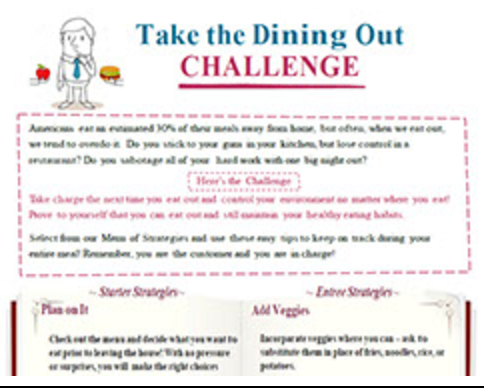 Take the Dining Out
CHALLENGE
Americans eat an estimated 30% of their meals away from home, but often, when we eat out,
we tend to overdo it. Do you stick to your guns in your kitchen, but lose control in a
restaurant? Do you sabotage all of your hard work with one big night out?
Here's the Challenge
Take charge the next time you eat out and control your environment no matter where you eat!
Prove to yourself that you can eat out and still maintain your healthy eating habits.
Select from our Menu of Strategies and use these easy tips to keep on track during your
entire meal! Remember, you are the customer and you are in charge!
~ Starter Strategies~
Plan on It
Check out the menu and decide what you want to
eat prior to leaving the house! With no pressure
or surprises, you will make the right choices
~ Entree Strategies~
Add Veggies
Incorporate veggies where you can – ask to
substitute them in place of fries, noodles, rice, or
potatoes.